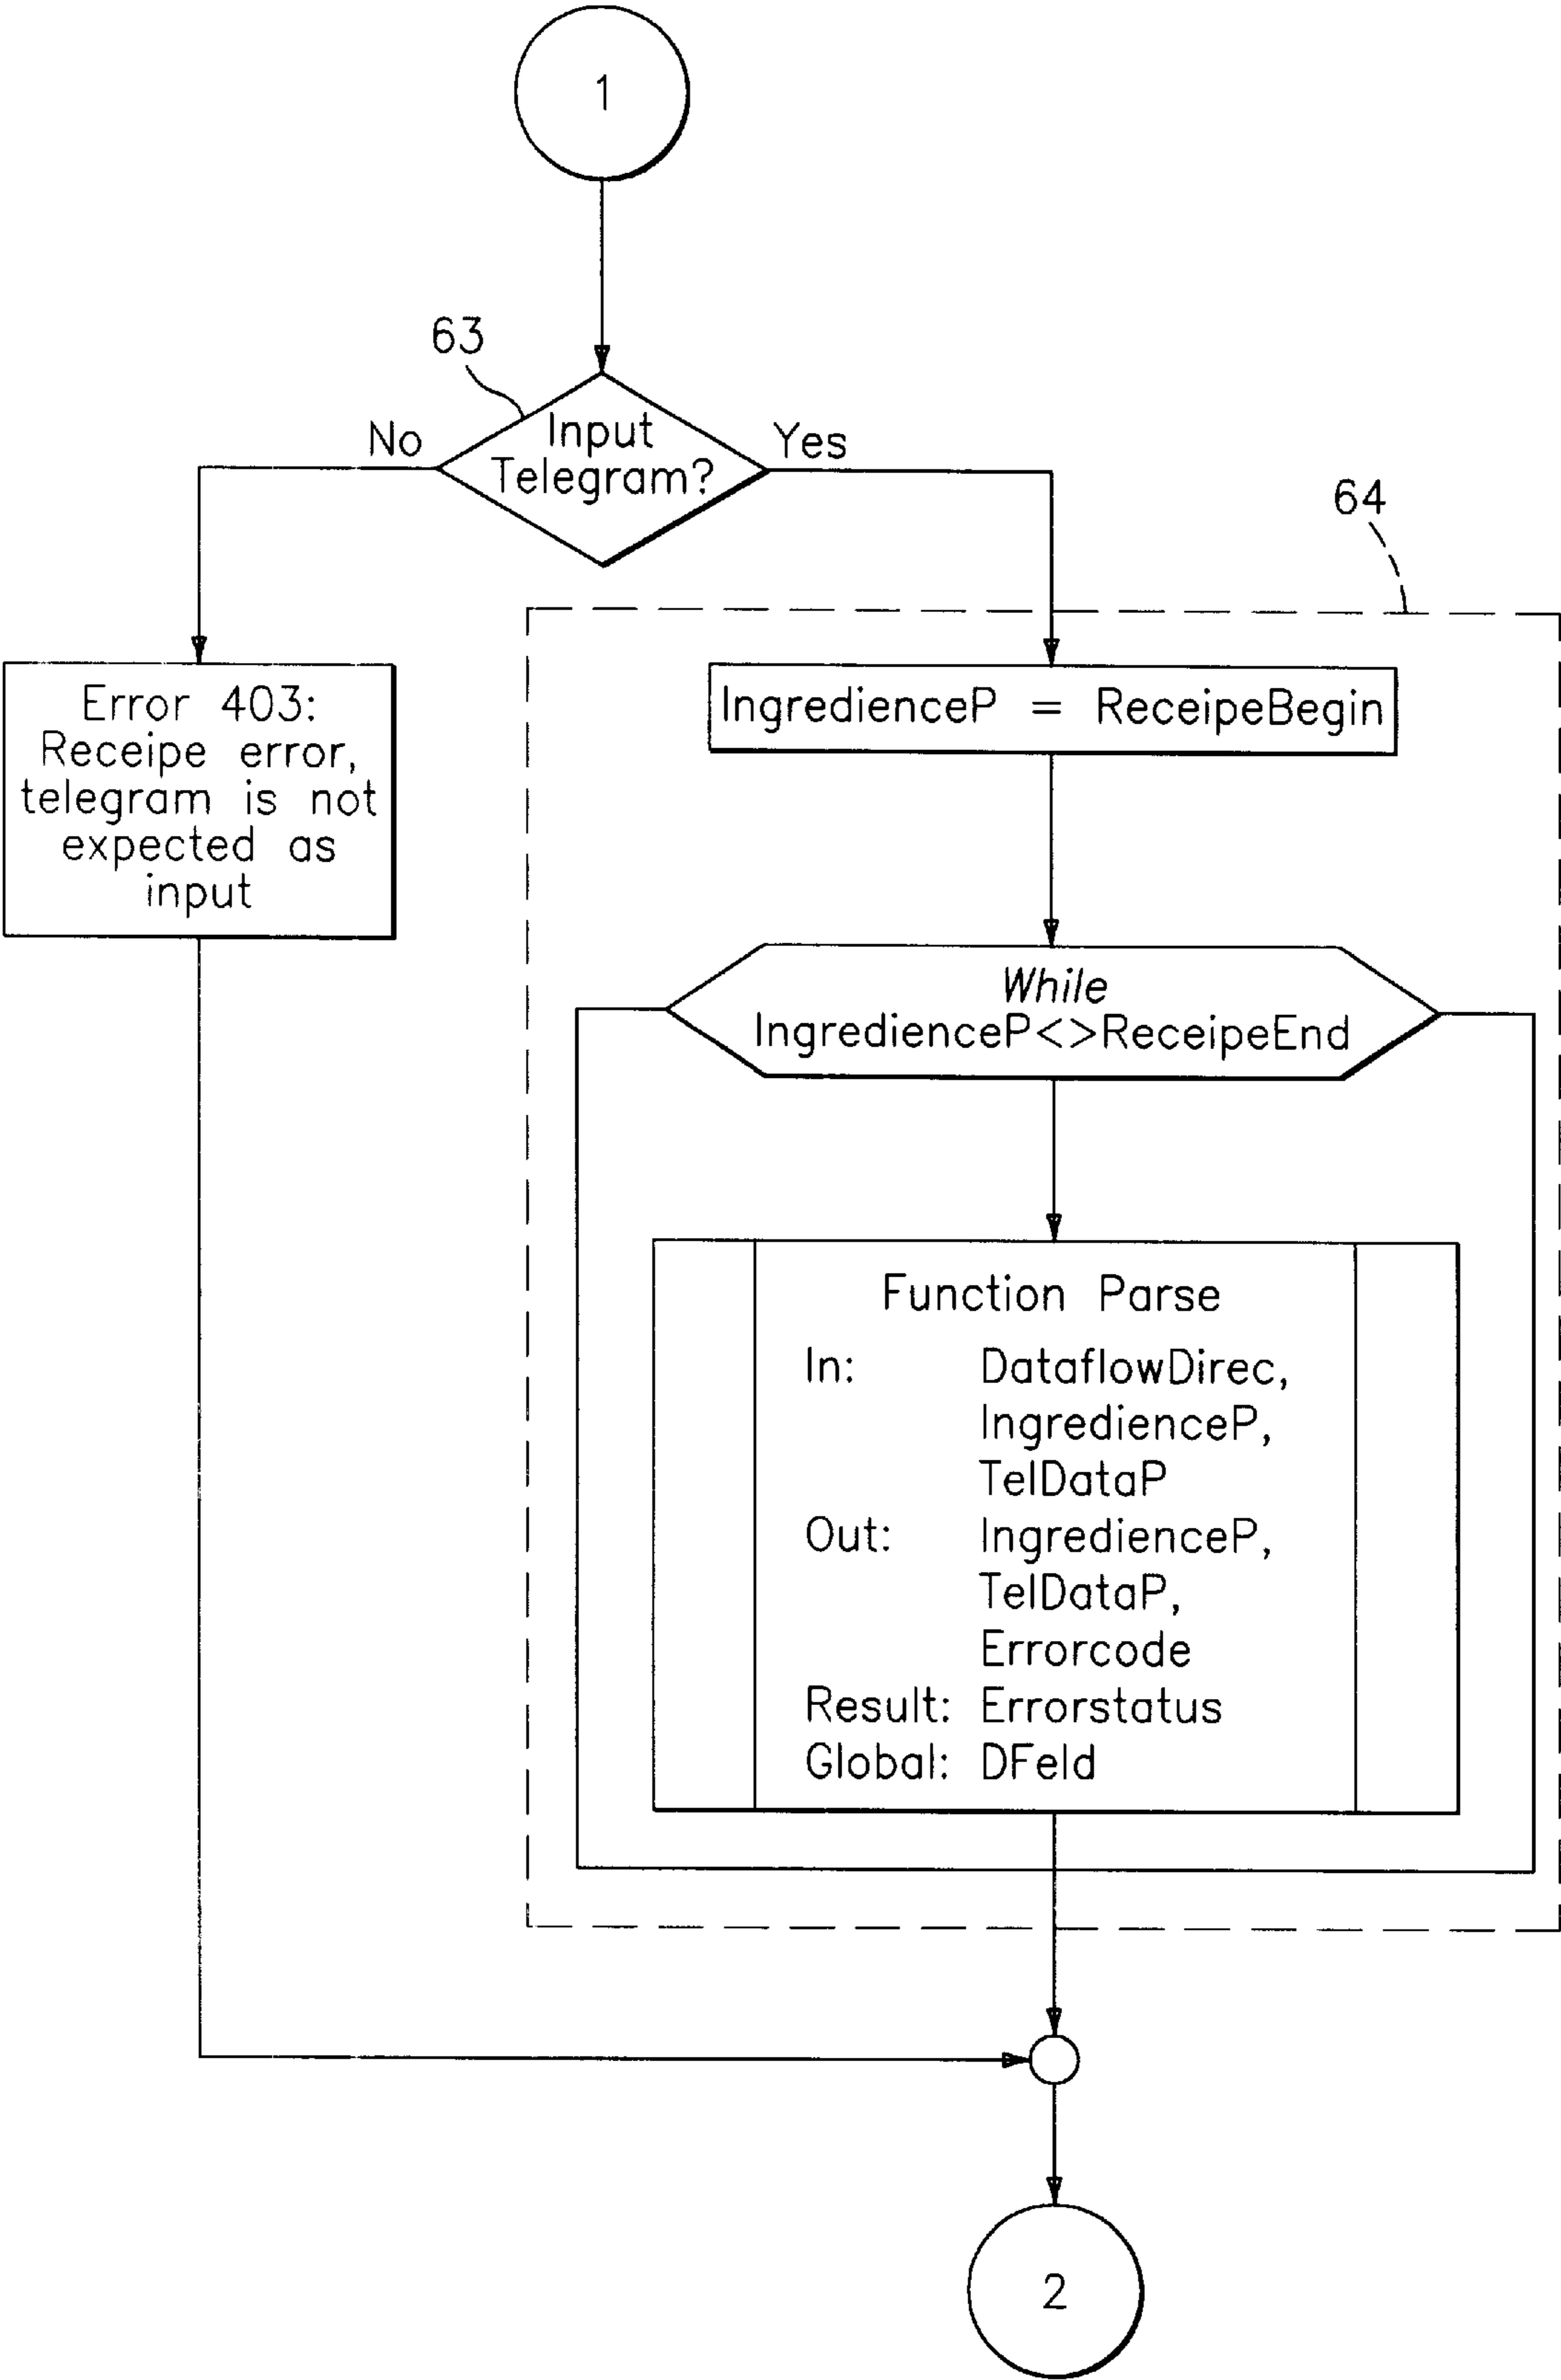 1
63
No
Input
Yes
Telegram?
64
Error 403:
Receipe error,
telegram is not
expected as
input
IngredienceP = ReceipeBegin
While
IngredienceP<>ReceipeEnd
Function Parse
In: DataflowDirec,
IngredienceP,
TelDataP
Out: IngredienceP,
TelDataP,
Errorcode
Result: Errorstatus
Global: DFeld
2